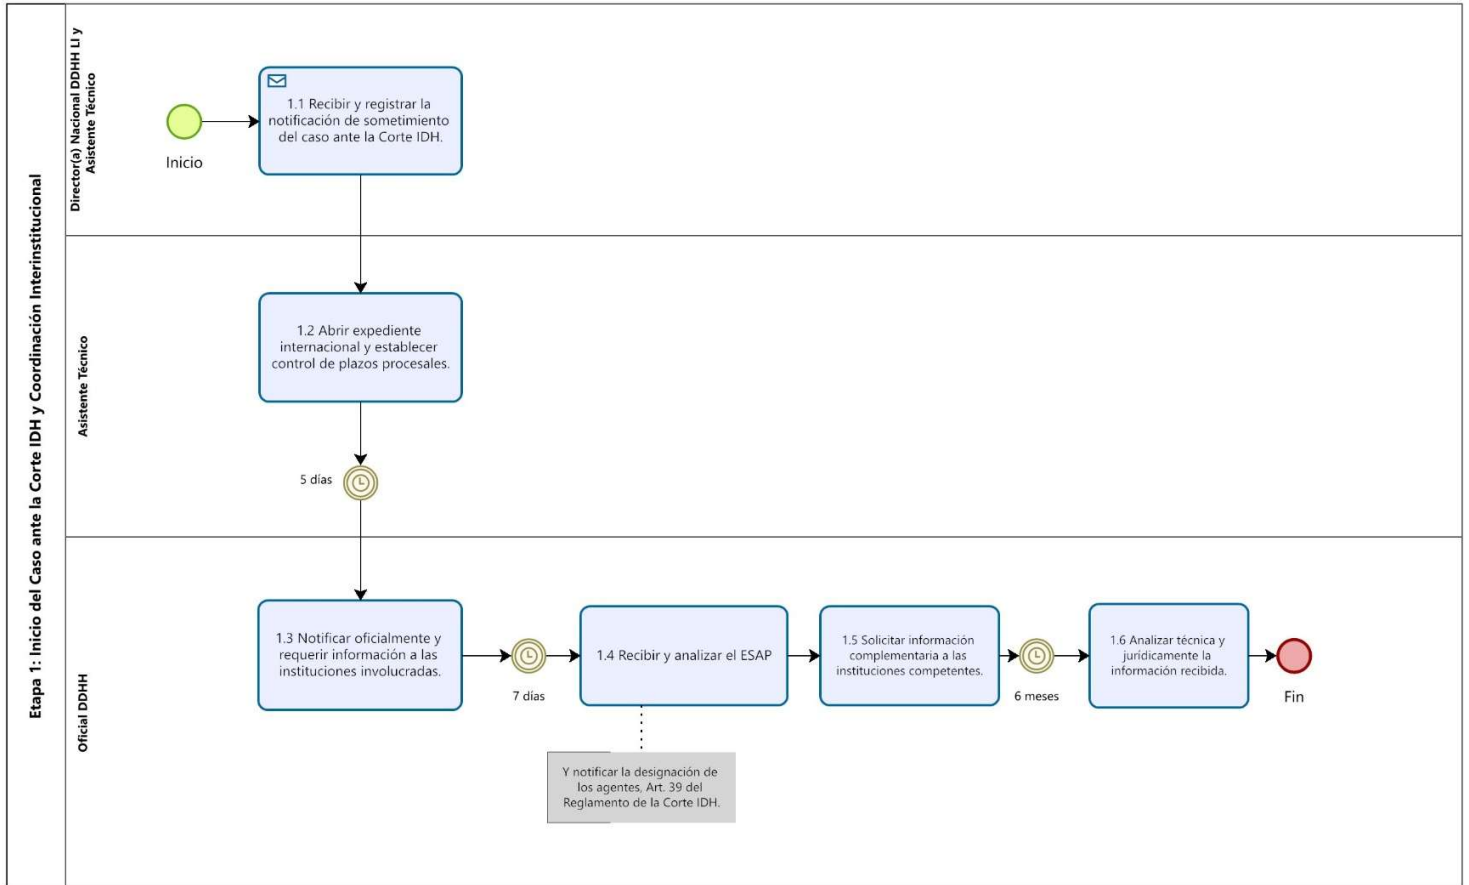 Etapa 1: Inicio del Caso ante la Corte IDH y Coordinación Interinstitucional
Director(a) Nacional DDHH LI y
Asistente Técnico
Inicio
1.1 Recibir y registrar la
notificación de sometimiento
del caso ante la Corte IDH.
Asistente Técnico
1.2 Abrir expediente
internacional y establecer
control de plazos procesales.
5 días
Oficial DDHH
1.3 Notificar oficialmente y
requerir información a las
instituciones involucradas.
7 días
1.4 Recibir y analizar el ESAP
Y notificar la designación de
los agentes, Art. 39 del
Reglamento de la Corte IDH.
1.5 Solicitar información
complementaria a las
instituciones competentes.
6 meses
1.6 Analizar técnica y
jurídicamente la
información recibida.
Fin